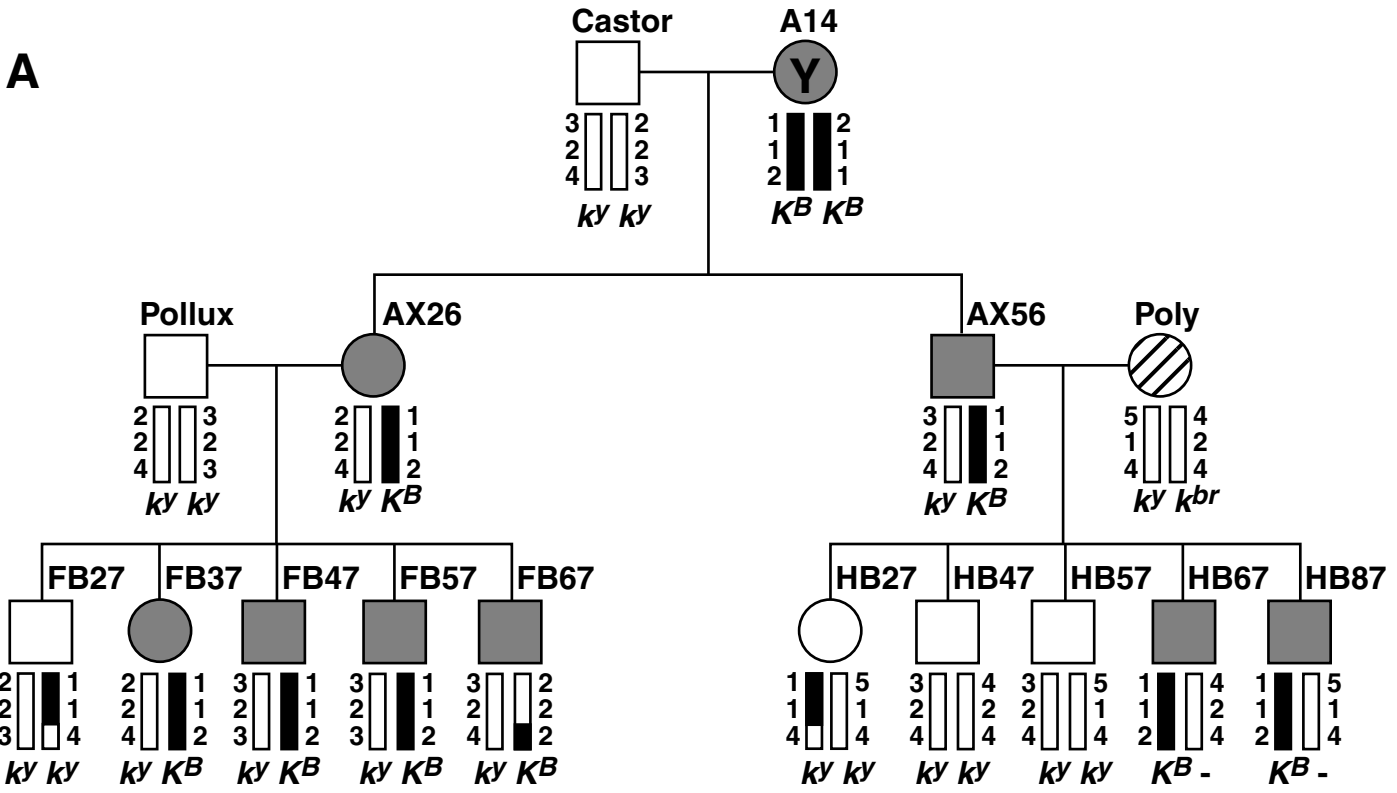 Castor A14
A
Y
3 2 1 2
2 2 1 1
4 3 2 1
k^y k^y K^B K^B
Pollux AX26 AX56 Poly
2 3 2 1 3 1 5 4
2 2 2 1 2 1 1 2
4 3 4 2 4 2 4 4
k^y k^y k^y K^B k^y K^B k^y k^br
FB27 FB37 FB47 FB57 FB67 HB27 HB47 HB57 HB67 HB87
2 1 2 1 3 1 3 1 3 2 1 5 3 4 3 5 1 4 1 5
2 1 2 1 2 1 2 1 2 2 1 1 2 2 2 1 1 2 1 1
3 4 4 2 3 2 3 2 4 2 4 4 4 4 4 4 2 4 2 4
k^y k^y k^y K^B k^y K^B k^y K^B k^y K^B k^y k^y k^y k^y k^y k^y K^B - K^B -